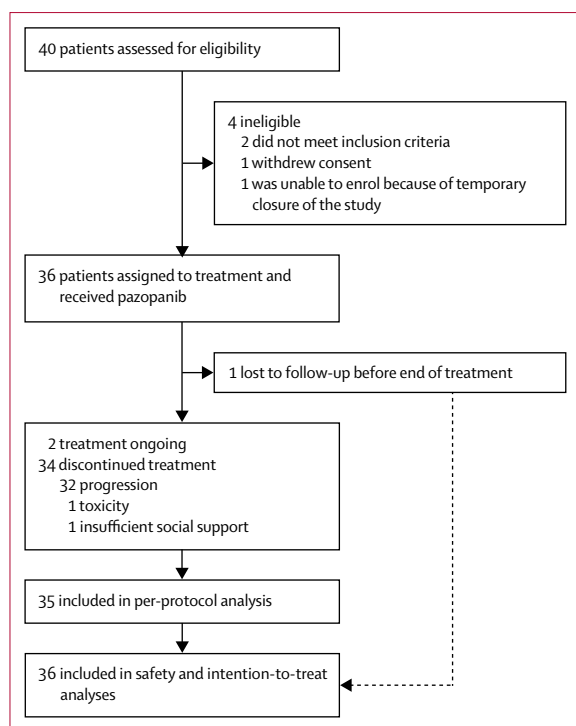 40 patients assessed for eligibility
4 ineligible
2 did not meet inclusion criteria
1 withdrew consent
1 was unable to enrol because of temporary
closure of the study
36 patients assigned to treatment and
received pazopanib
1 lost to follow-up before end of treatment
2 treatment ongoing
34 discontinued treatment
32 progression
1 toxicity
1 insufficient social support
35 included in per-protocol analysis
36 included in safety and intention-to-treat
analyses